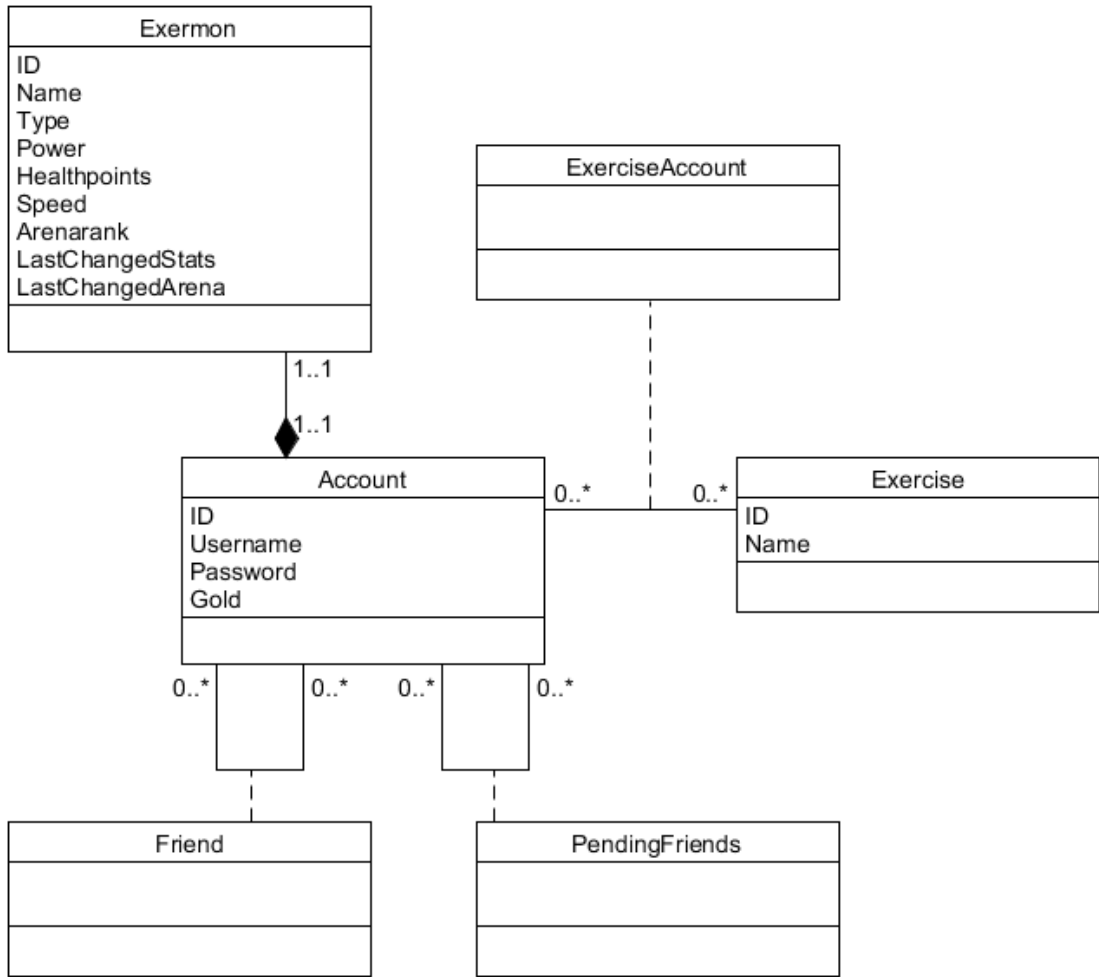 Exermon
ID
Name
Type
Power
Healthpoints
Speed
Arenarank
LastChangedStats
LastChangedArena
ExerciseAccount
1..1
1..1
Account
ID
Username
Password
Gold
0..*
0..*
Exercise
ID
Name
0..*
0..*
0..*
0..*
Friend
PendingFriends